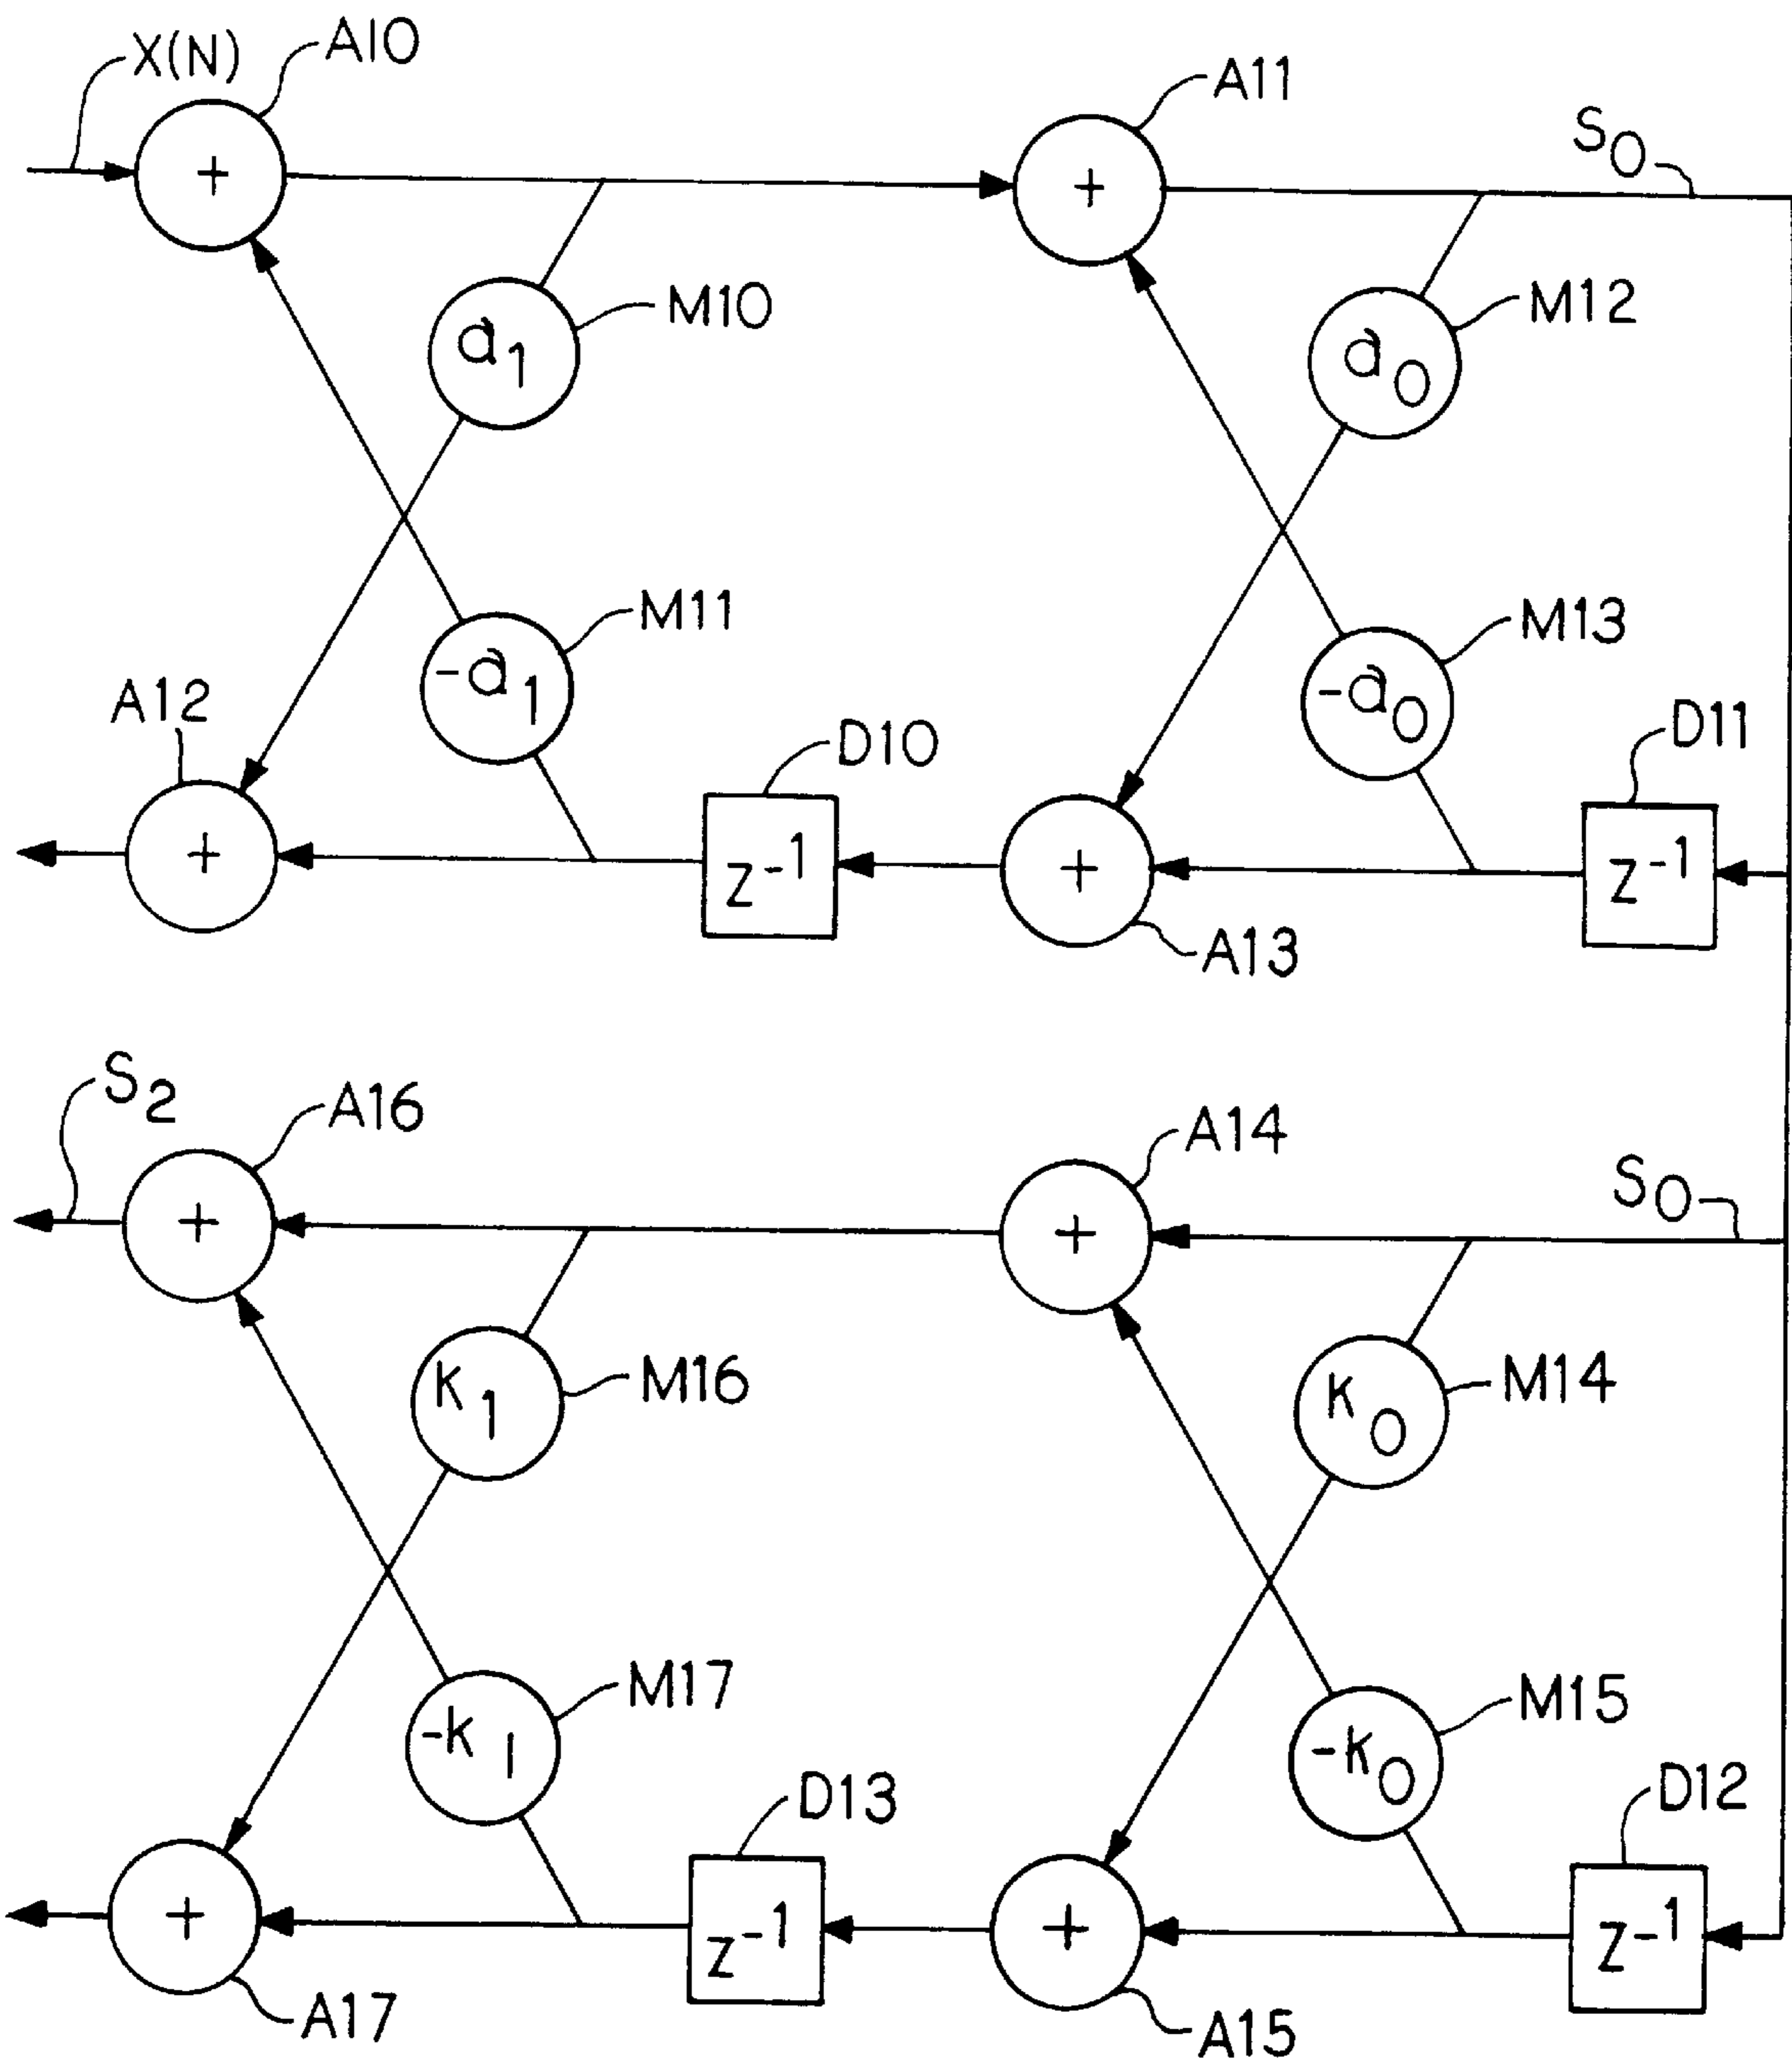 X(N)
A10
A11
S0
+
+
a1
M10
a0
M12
-a1
M11
-a0
M13
A12
D10
D11
+
z-1
+
z-1
A13
S2
A16
A14
S0
+
+
K1
M16
K0
M14
-K1
M17
-K0
M15
D13
D12
+
z-1
+
z-1
A17
A15